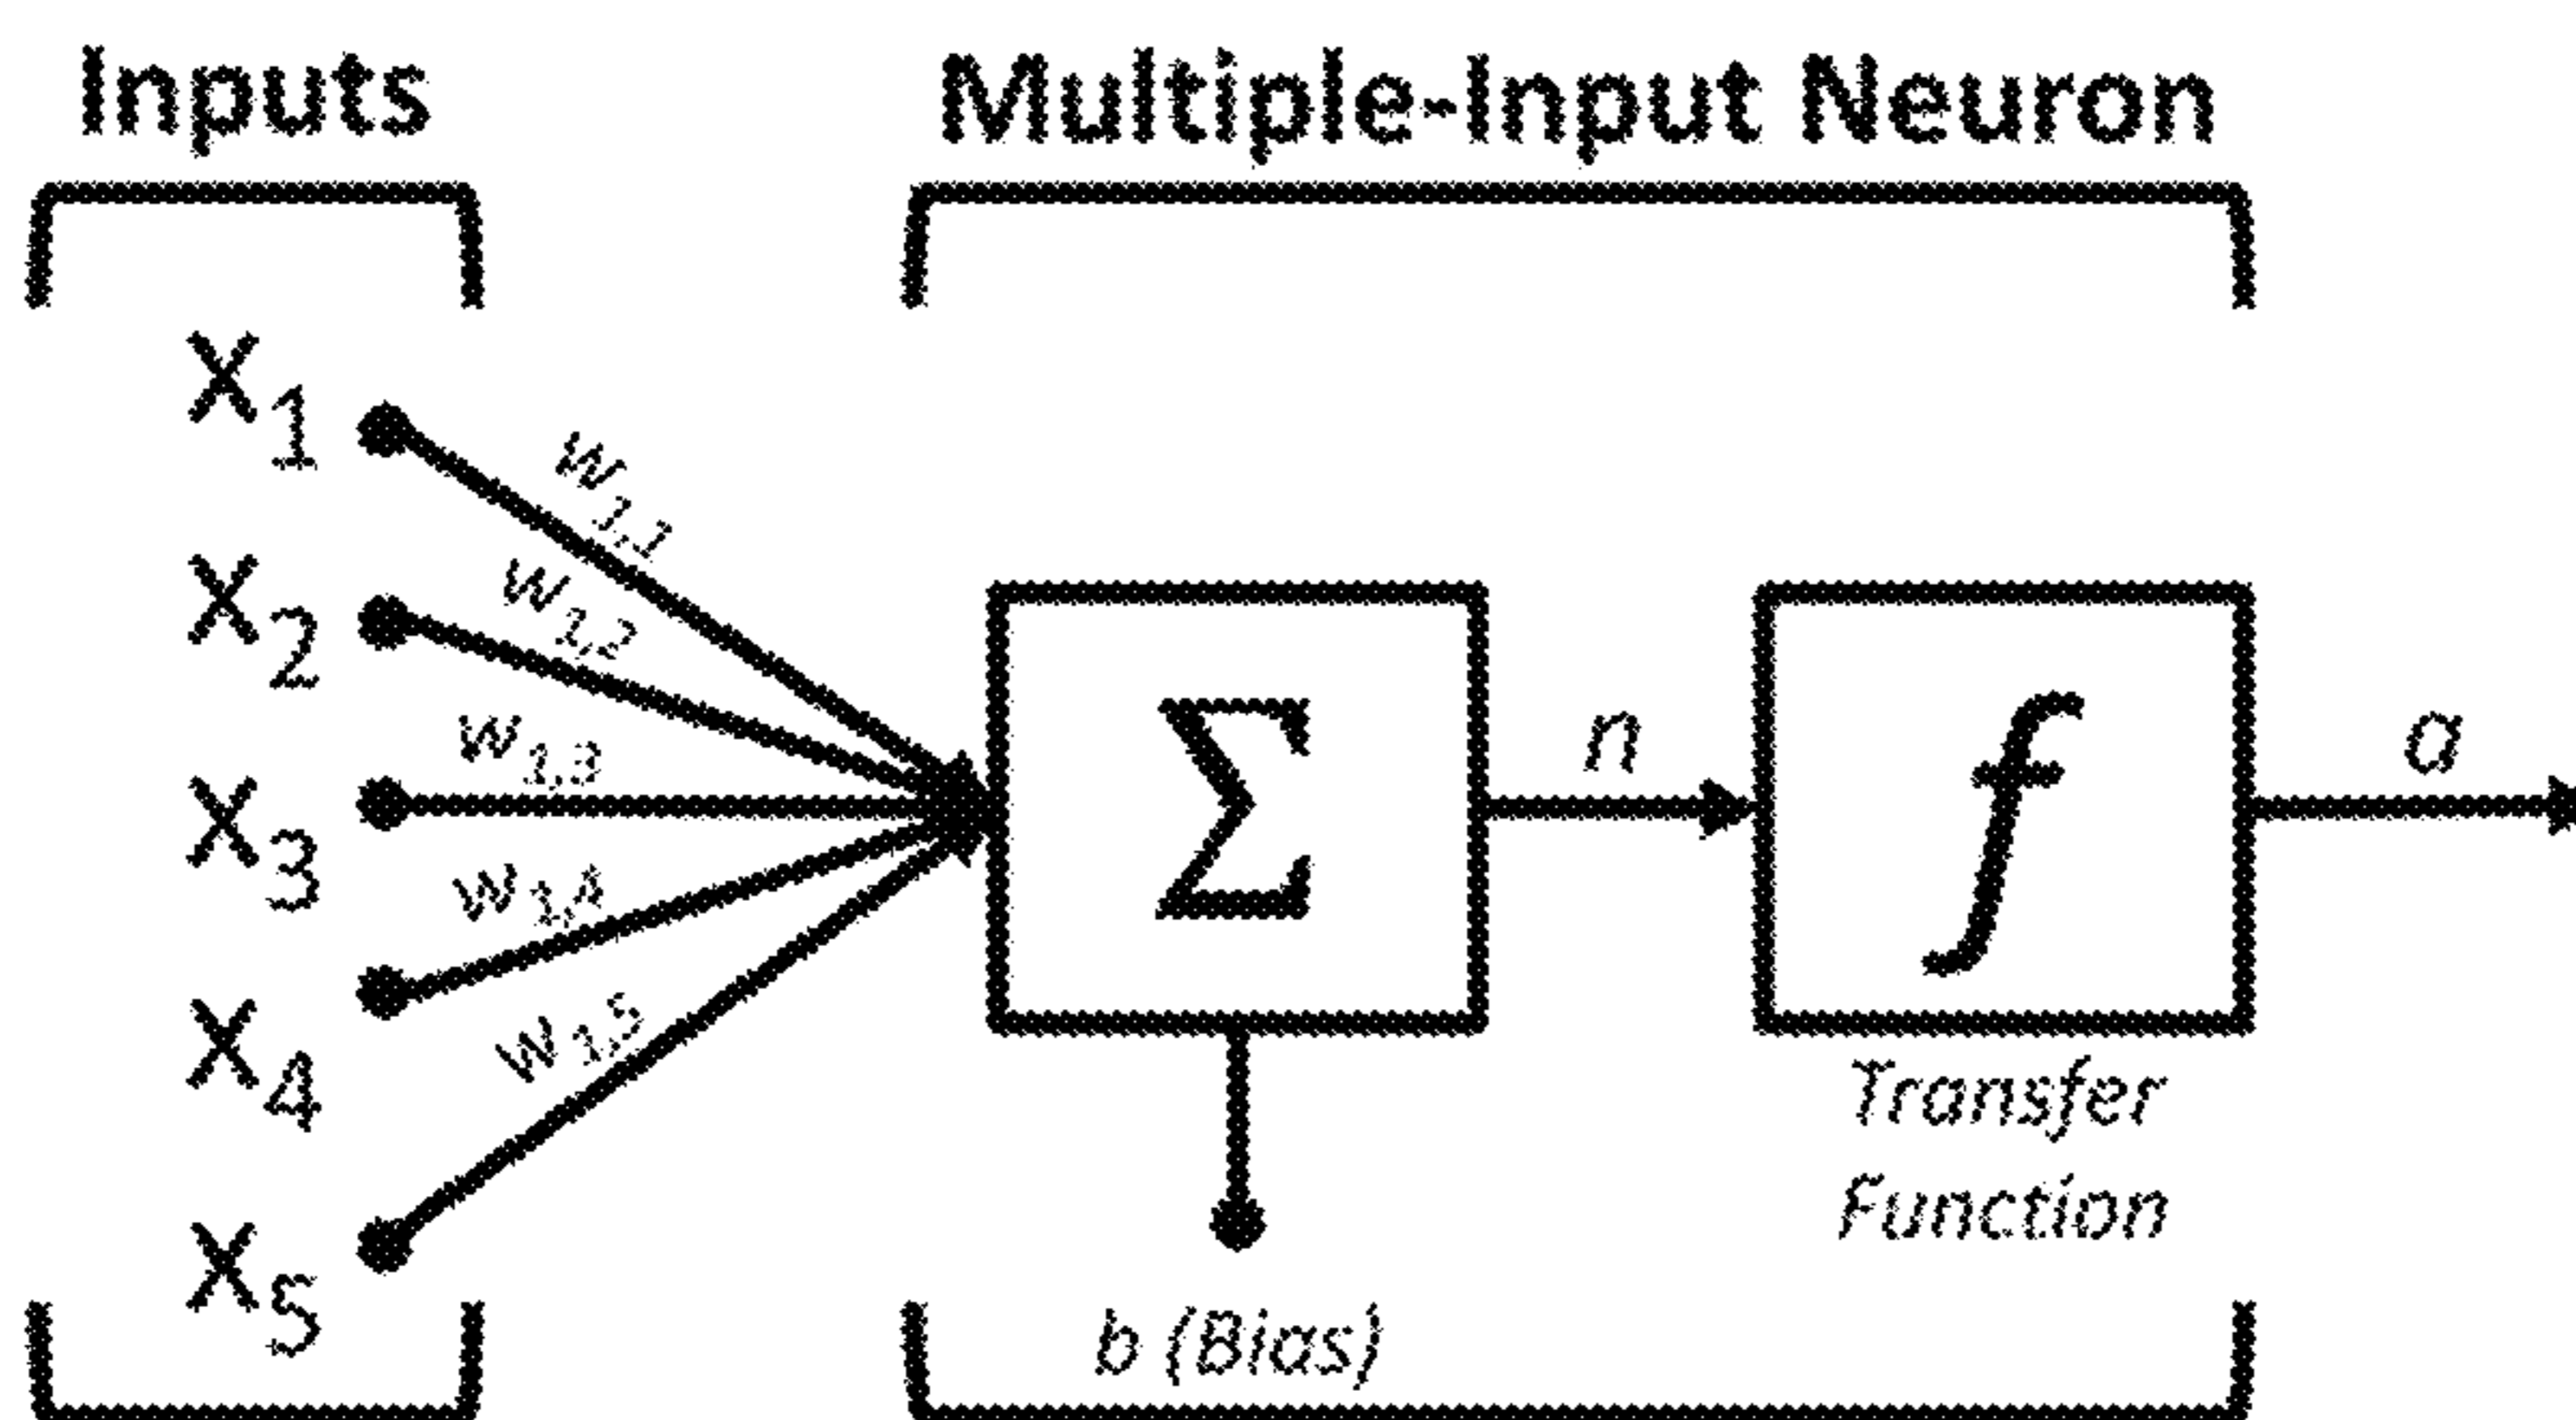 Inputs
Multiple-Input Neuron
X1
X2
X3
X4
X5
w1,1
w1,2
w1,3
w1,4
w1,5
Σ
n
f
a
Transfer
Function
b (Bias)